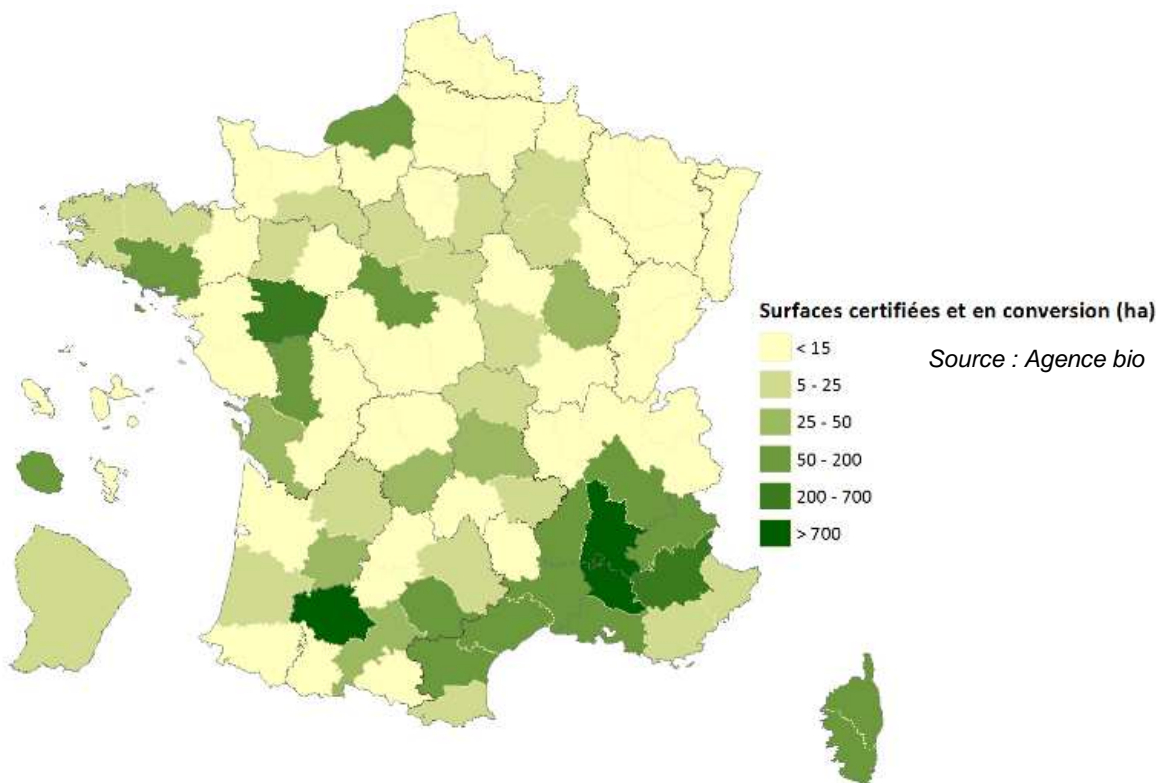 Surfaces certifiées et en conversion (ha)
< 15
5 - 25
25 - 50
50 - 200
200 - 700
> 700
Source : Agence bio